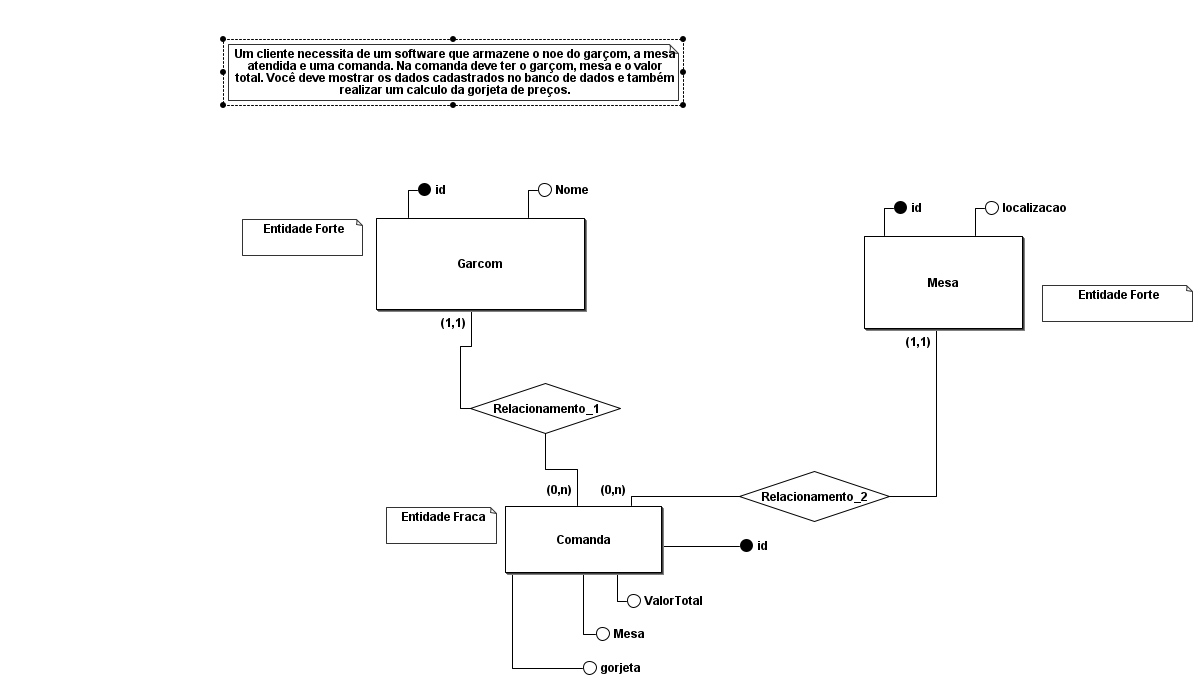 Um cliente necessita de um software que armazene o noe do garçom, a mesa
atendida e uma comanda. Na comanda deve ter o garçom, mesa e o valor
total. Você deve mostrar os dados cadastrados no banco de dados e também
realizar um calculo da gorjeta de preços.
id
Nome
id
localizacao
Entidade Forte
Garcom
Mesa
Entidade Forte
(1,1)
(1,1)
Relacionamento_1
(0,n)
(0,n)
Relacionamento_2
Entidade Fraca
Comanda
id
ValorTotal
Mesa
gorjeta